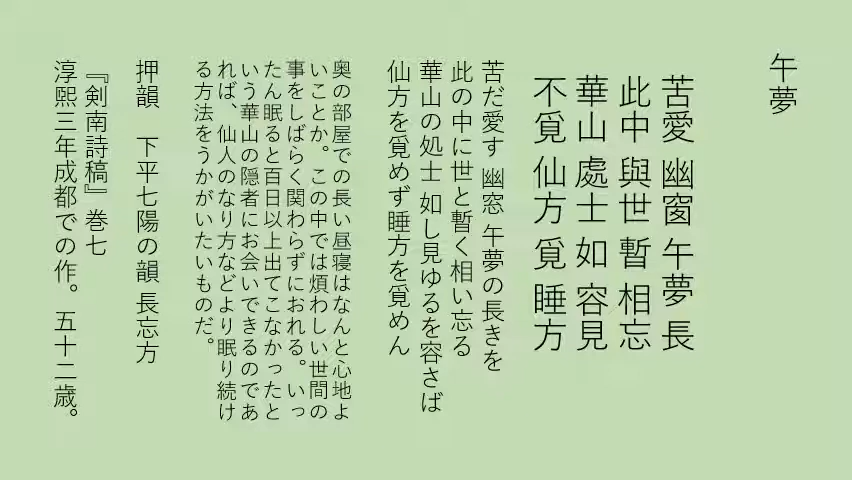 午夢
苦愛 幽窗 午夢 長
此中 與世 暫 相忘
華山 處士 如 容見
不覓 仙方 覓 睡方
苦だ愛す 幽窓 午夢の長きを
此の中に世と暫く相い忘る
華山の処士 如し見ゆるを容さば
仙方を覓めず睡方を覓めん
奥の部屋での長い昼寝はなんと心地よ
いことか。この中では煩わしい世間の
事をしばらく関わらずにおれる。いっ
たん眠ると百日以上出てこなかったと
いう華山の隠者にお会いできるのであ
れば、仙人のなり方などより眠り続け
る方法をうかがいたいものだ。
押韻 下平七陽の韻 長忘方
『剣南詩稿』巻七
淳熙三年成都での作。五十二歳。